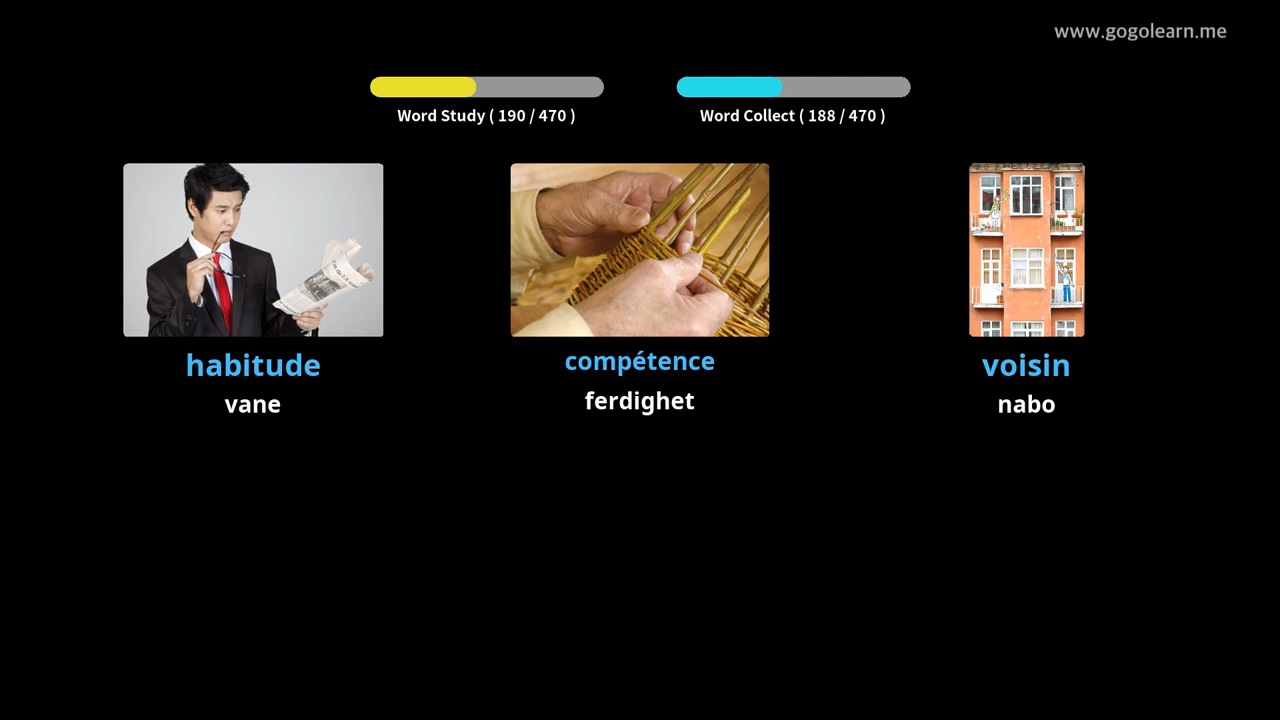 www.gogolearn.me
Word Study ( 190 / 470 )
Word Collect ( 188 / 470 )
habitude
vane
compétence
ferdighet
voisin
nabo